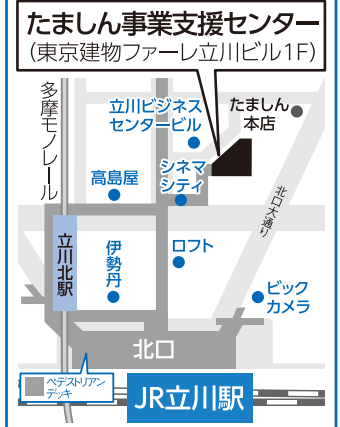 たましん事業支援センター
(東京建物ファーレ立川ビル1F)
多摩モノレール
立川ビジネス
センタービル
たましん
本店
シネマ
シティ
高島屋
北口大通り
立川北駅
伊勢丹
ロフト
ビック
カメラ
北口
ペデストリアン
デッキ
JR立川駅